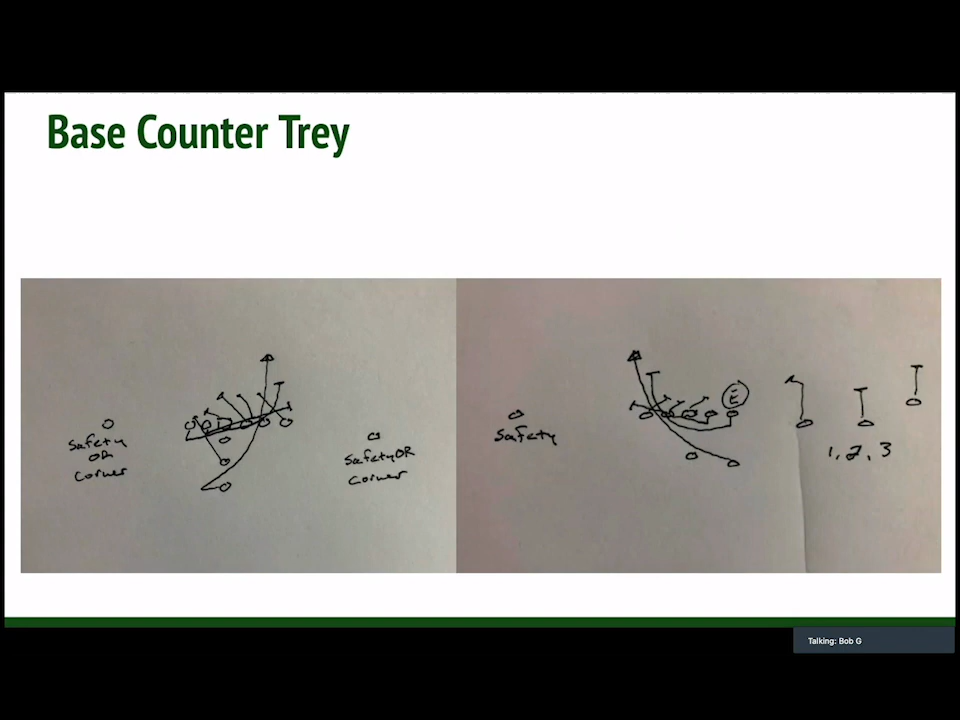 Base Counter Trey
Safety
OR
Corner
Safety OR
Corner
Safety
E
1, 2, 3
Talking: Bob G